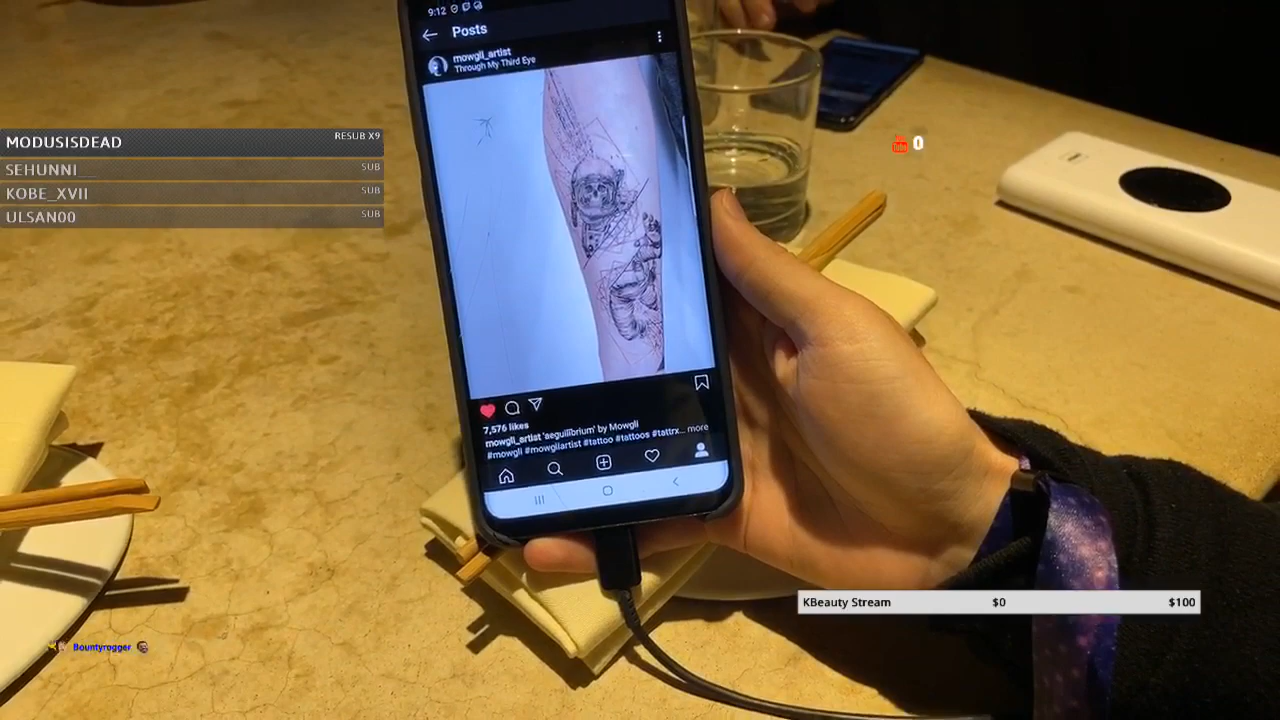 9:12
Posts
mowgli_artist
Through My Third Eye
MODUSISDEAD RESUB X9
SEHUNNI__ SUB
KOBE_XVII SUB
ULSAN00 SUB
0
7,576 likes
mowgli_artist 'aeguilibrium' by Mowgli
#mowgli #mowgliartist #tattoo #tattoos #tattrx... more
KBeauty Stream $0 $100
Bountyrogger